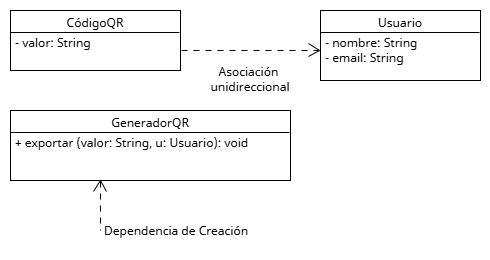 CódigoQR
- valor: String
Usuario
- nombre: String
- email: String
Asociación
unidireccional
GeneradorQR
+ exportar (valor: String, u: Usuario): void
Dependencia de Creación